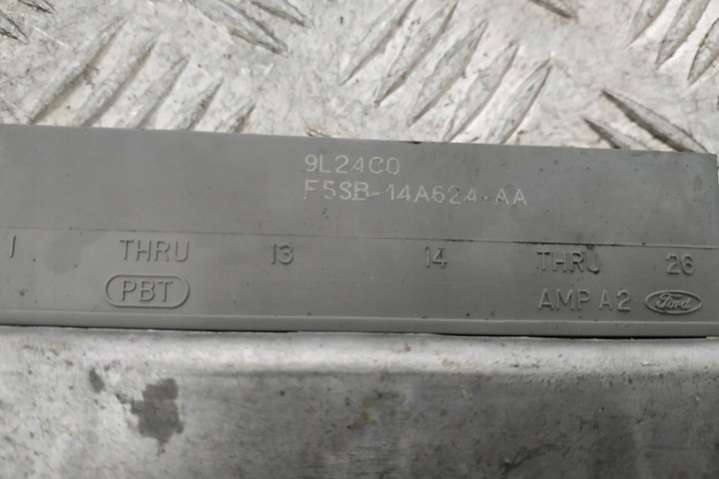 9L24C0
F5SB-14A624-AA
1 THRU 13 14 THRU 26
PBT AMP A2 Ford